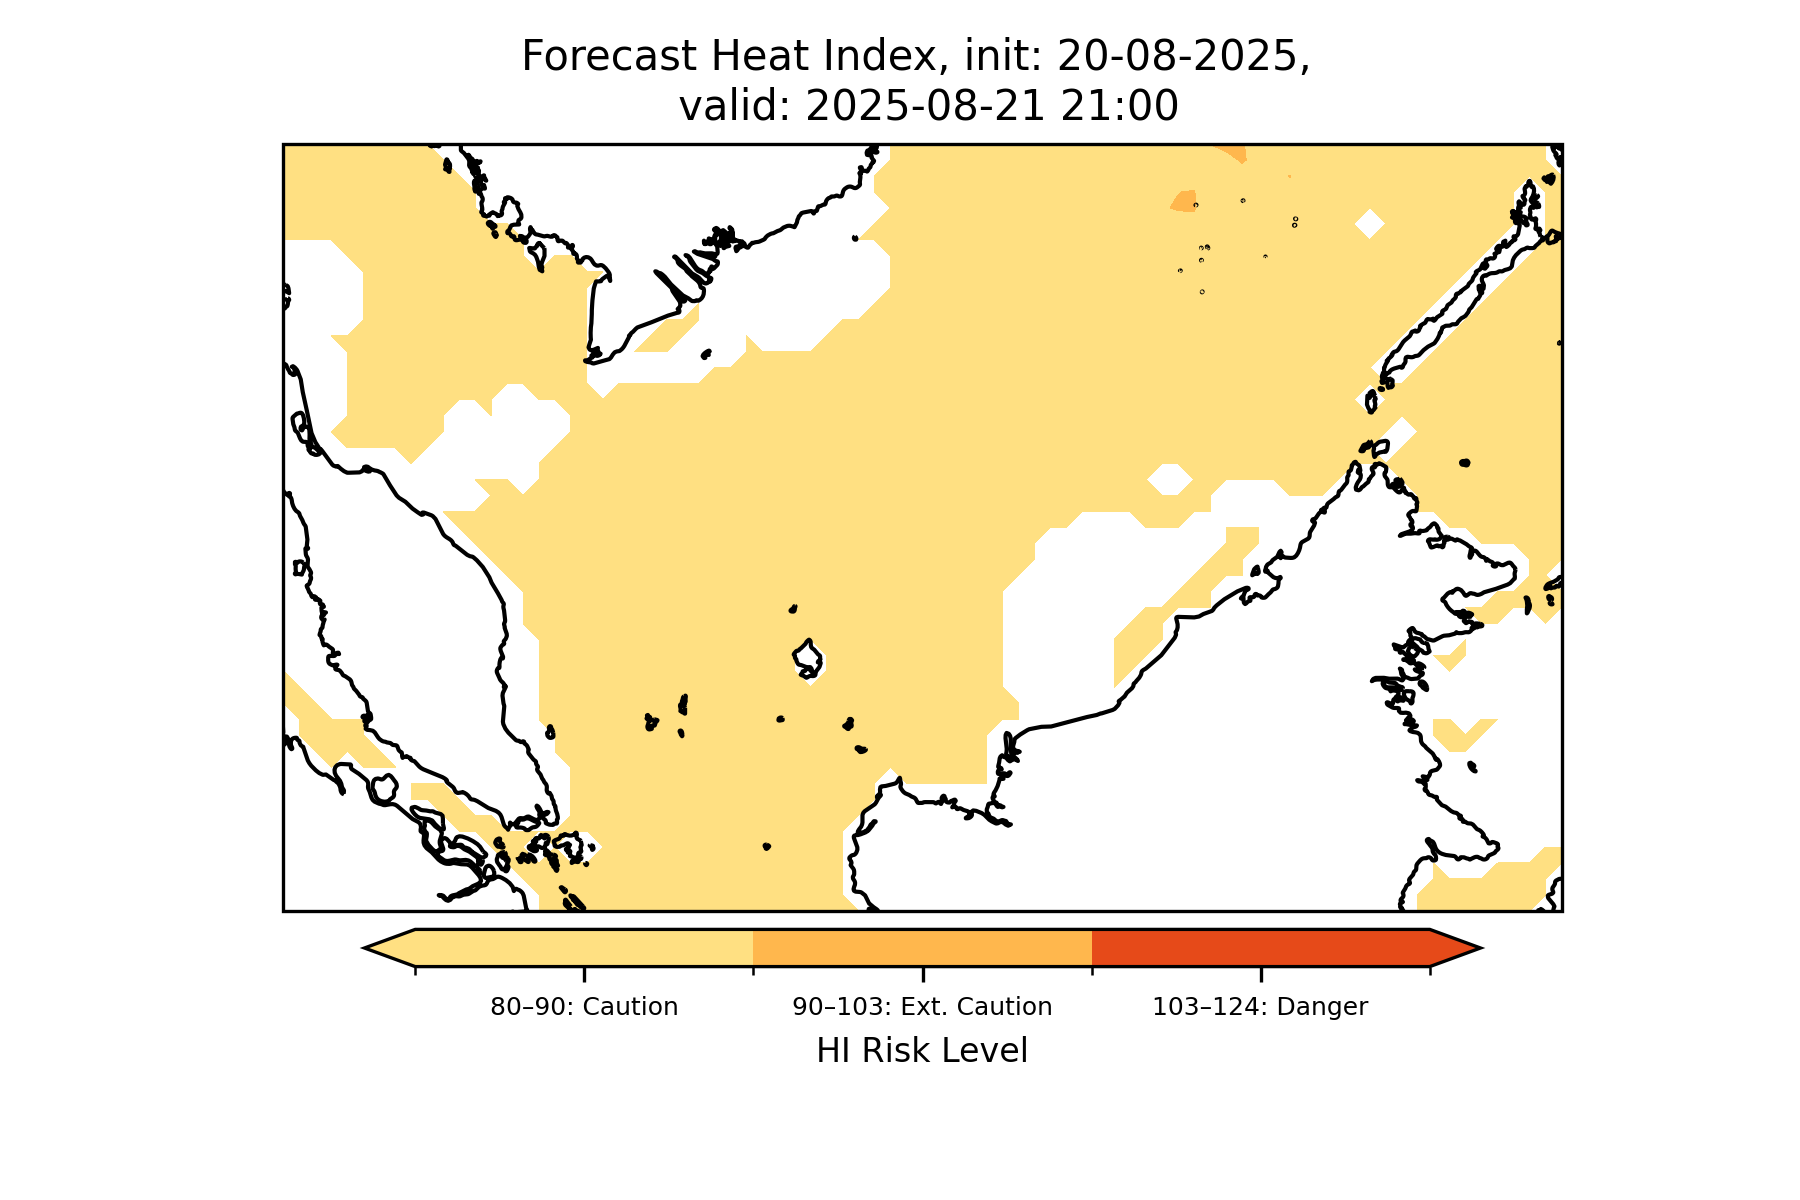 Forecast Heat Index, init: 20-08-2025,
valid: 2025-08-21 21:00
80–90: Caution
90–103: Ext. Caution
103–124: Danger
HI Risk Level